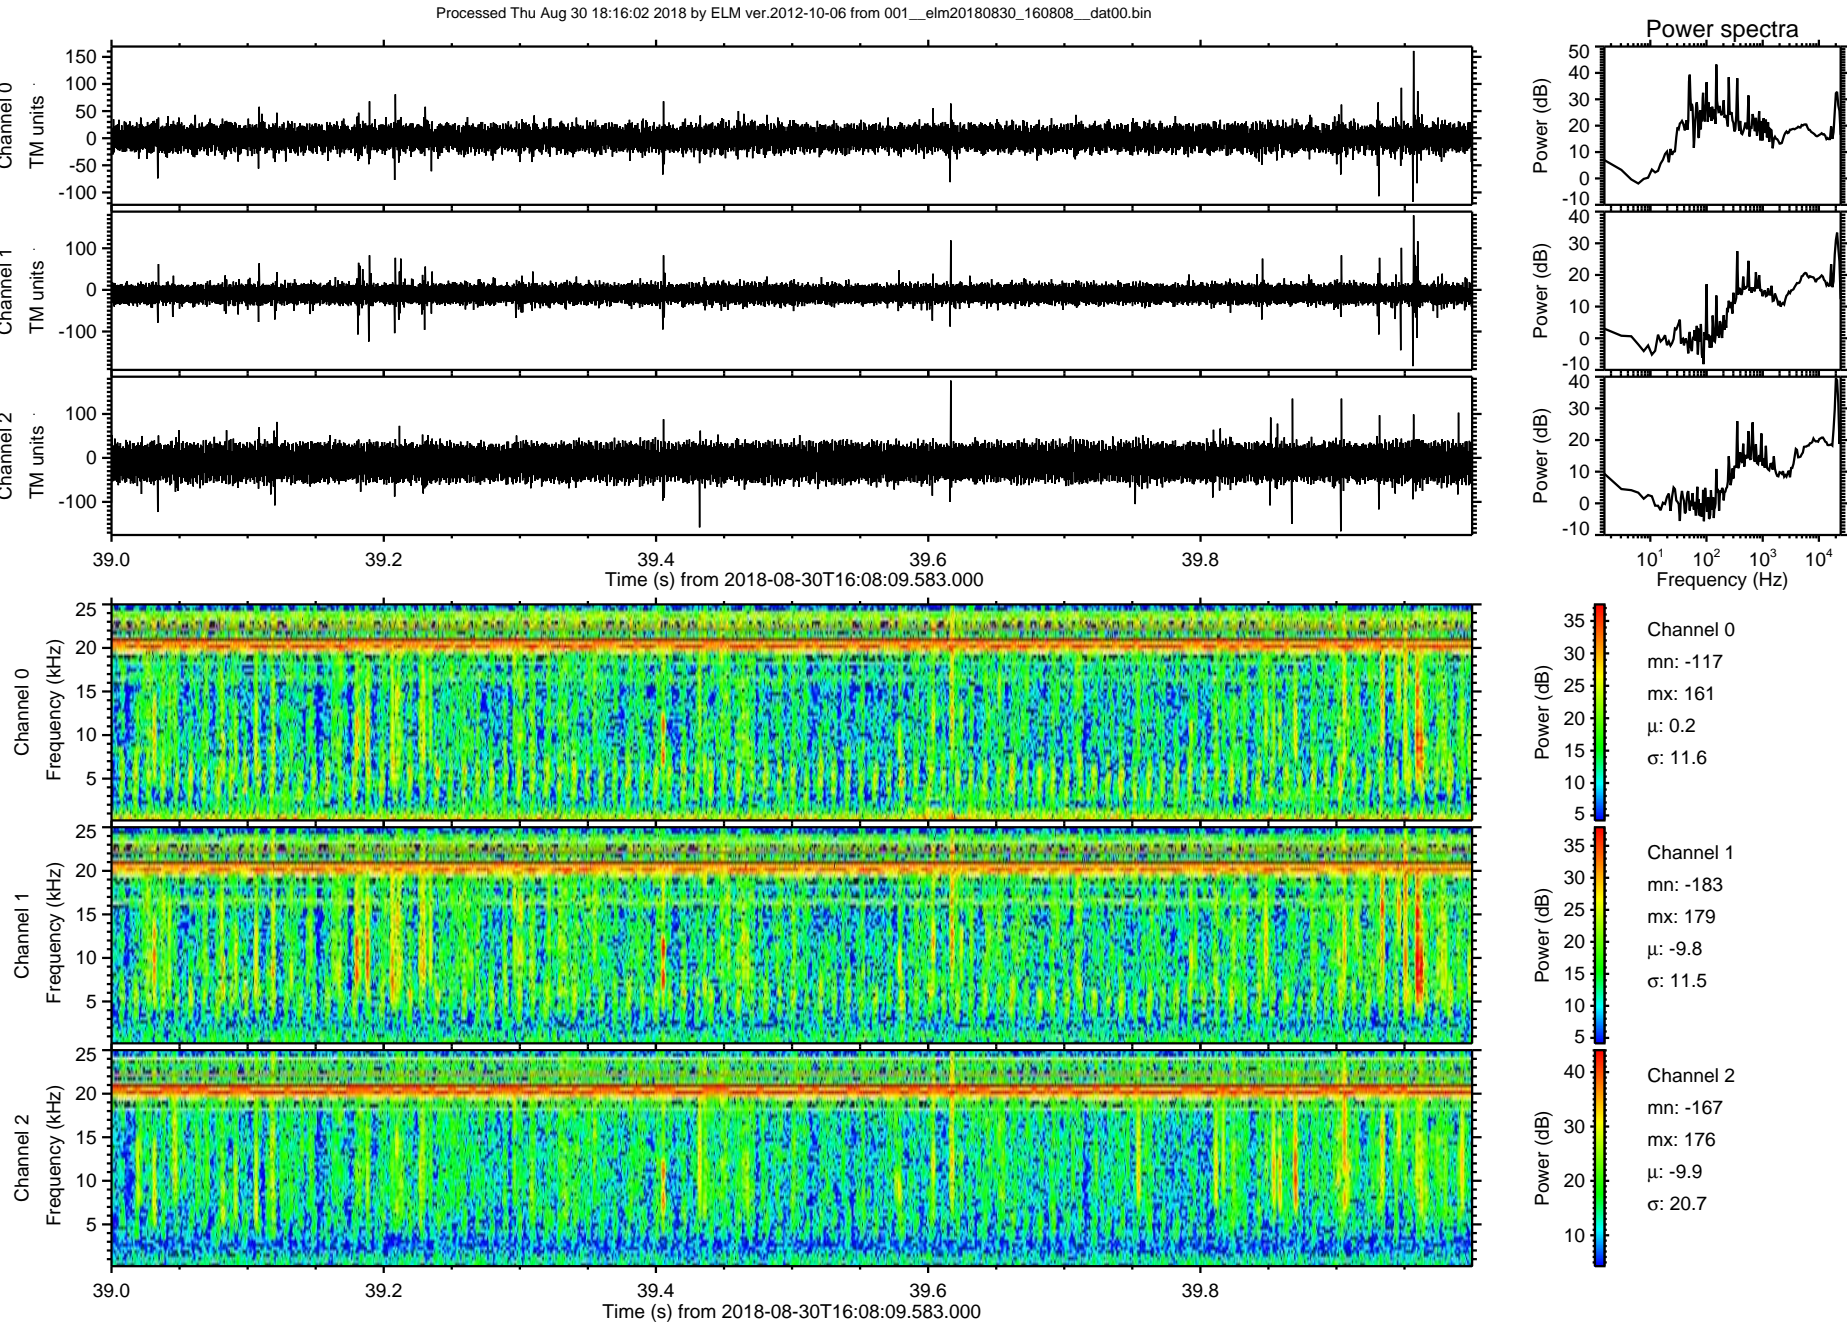 Processed Thu Aug 30 18:16:02 2018 by ELM ver.2012-10-06 from 001__elm20180830_160808__dat00.bin
Power spectra
Channel 0
TM units
150
100
50
0
-50
-100
Power (dB)
50
40
30
20
10
0
-10
Channel 1
TM units
100
0
-100
Power (dB)
40
30
20
10
0
-10
Channel 2
TM units
100
0
-100
Power (dB)
40
30
20
10
0
-10
39.0 39.2 39.4 39.6 39.8
Time (s) from 2018-08-30T16:08:09.583.000
10¹ 10² 10³ 10⁴
Frequency (Hz)
Channel 0
Frequency (kHz)
25
20
15
10
5
Power (dB)
35
30
25
20
15
10
5
Channel 0
mn: -117
mx: 161
μ: 0.2
σ: 11.6
Channel 1
Frequency (kHz)
25
20
15
10
5
Power (dB)
35
30
25
20
15
10
5
Channel 1
mn: -183
mx: 179
μ: -9.8
σ: 11.5
Channel 2
Frequency (kHz)
25
20
15
10
5
Power (dB)
40
30
20
10
Channel 2
mn: -167
mx: 176
μ: -9.9
σ: 20.7
39.0 39.2 39.4 39.6 39.8
Time (s) from 2018-08-30T16:08:09.583.000